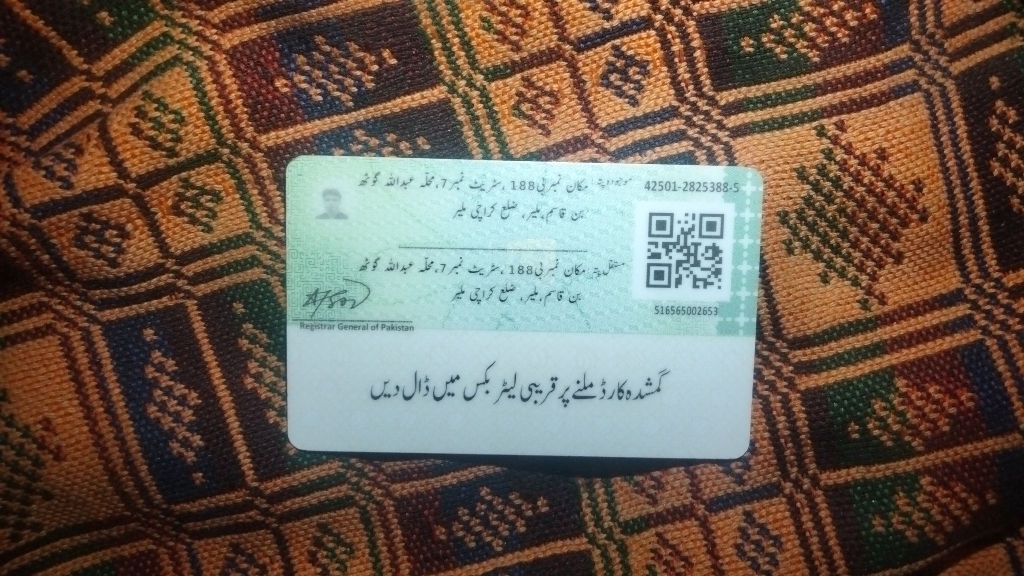 موجودہ پتہ مکان نمبر بی 188 ،سٹریٹ نمبر 7،محلّہ عبداللہ گوٹھ
بن قاسم،ملیر، ضلع کراچی ملیر
42501-2825388-5
مستقل پتہ مکان نمبر بی 188 ،سٹریٹ نمبر 7،محلّہ عبداللہ گوٹھ
بن قاسم،ملیر، ضلع کراچی ملیر
516565002653
Registrar General of Pakistan
گمشدہ کارڈ ملنے پر قریبی لیٹر بکس میں ڈال دیں